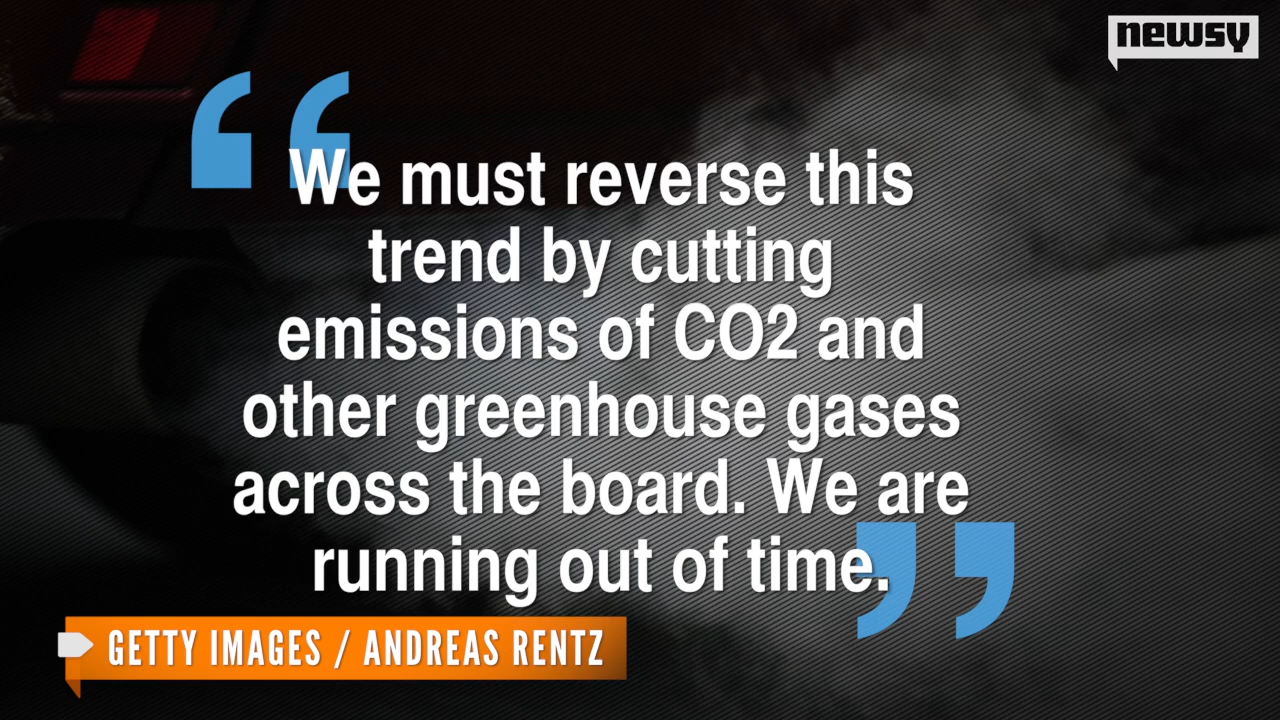 newsy
“
We must reverse this
trend by cutting
emissions of CO2 and
other greenhouse gases
across the board. We are
running out of time.
”
GETTY IMAGES / ANDREAS RENTZ